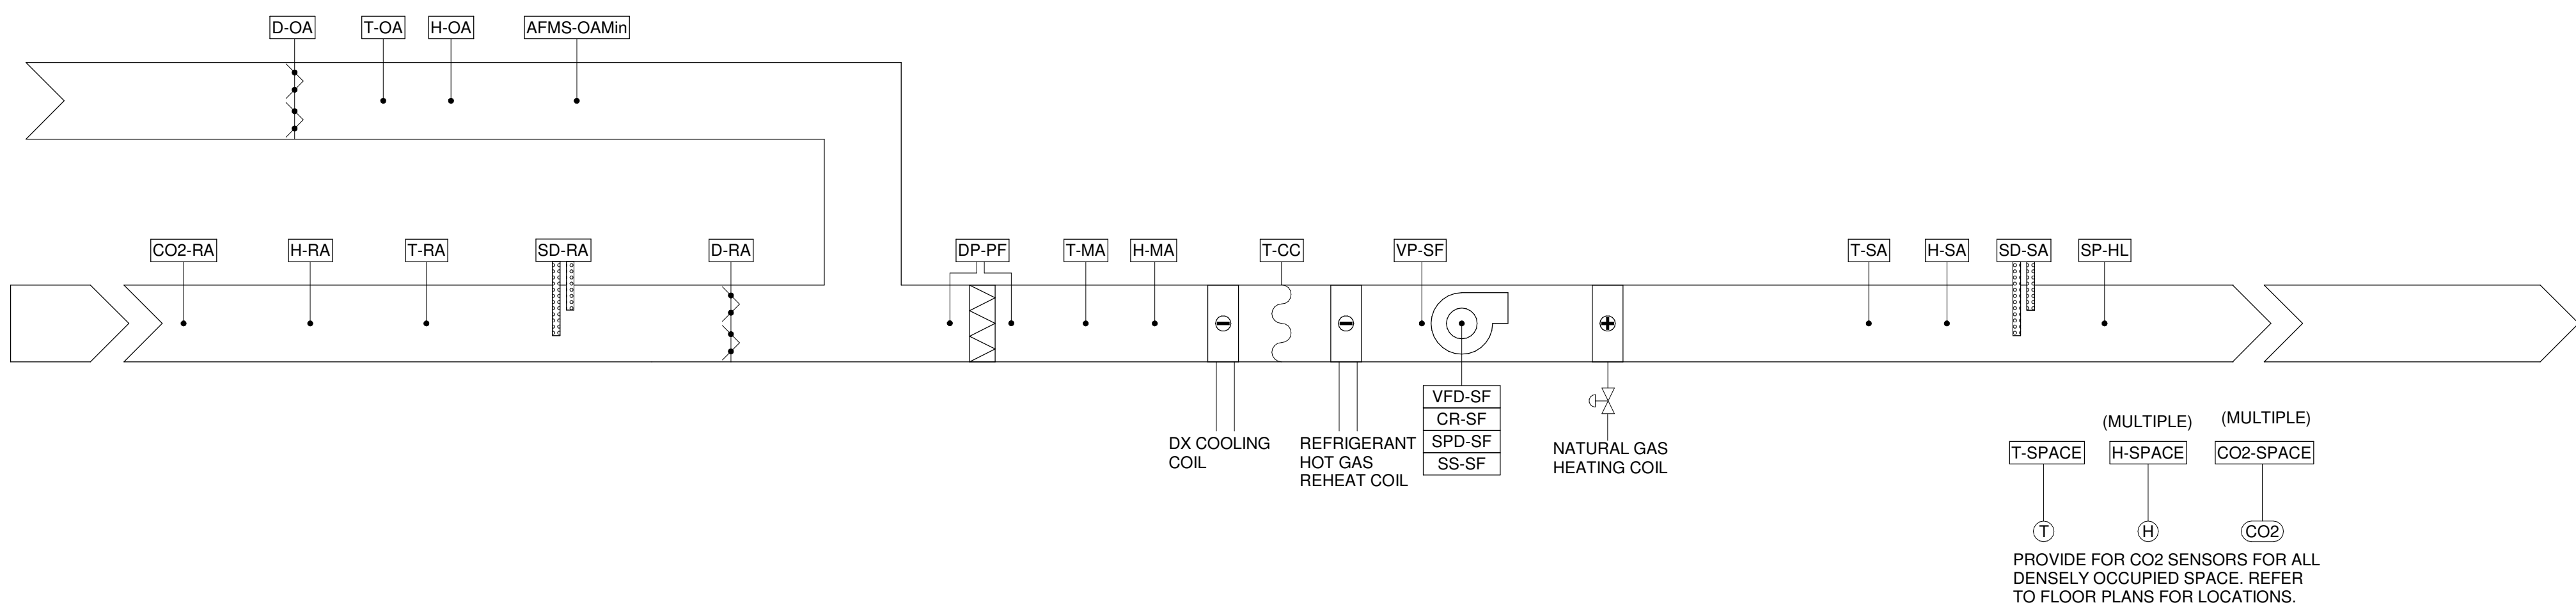 D-OA
T-OA
H-OA
AFMS-OAMin
CO2-RA
H-RA
T-RA
SD-RA
D-RA
DP-PF
T-MA
H-MA
T-CC
VP-SF
T-SA
H-SA
SD-SA
SP-HL
VFD-SF
CR-SF
SPD-SF
SS-SF
DX COOLING
COIL
REFRIGERANT
HOT GAS
REHEAT COIL
NATURAL GAS
HEATING COIL
(MULTIPLE)
(MULTIPLE)
T-SPACE
H-SPACE
CO2-SPACE
T
H
CO2
PROVIDE FOR CO2 SENSORS FOR ALL
DENSELY OCCUPIED SPACE. REFER
TO FLOOR PLANS FOR LOCATIONS.